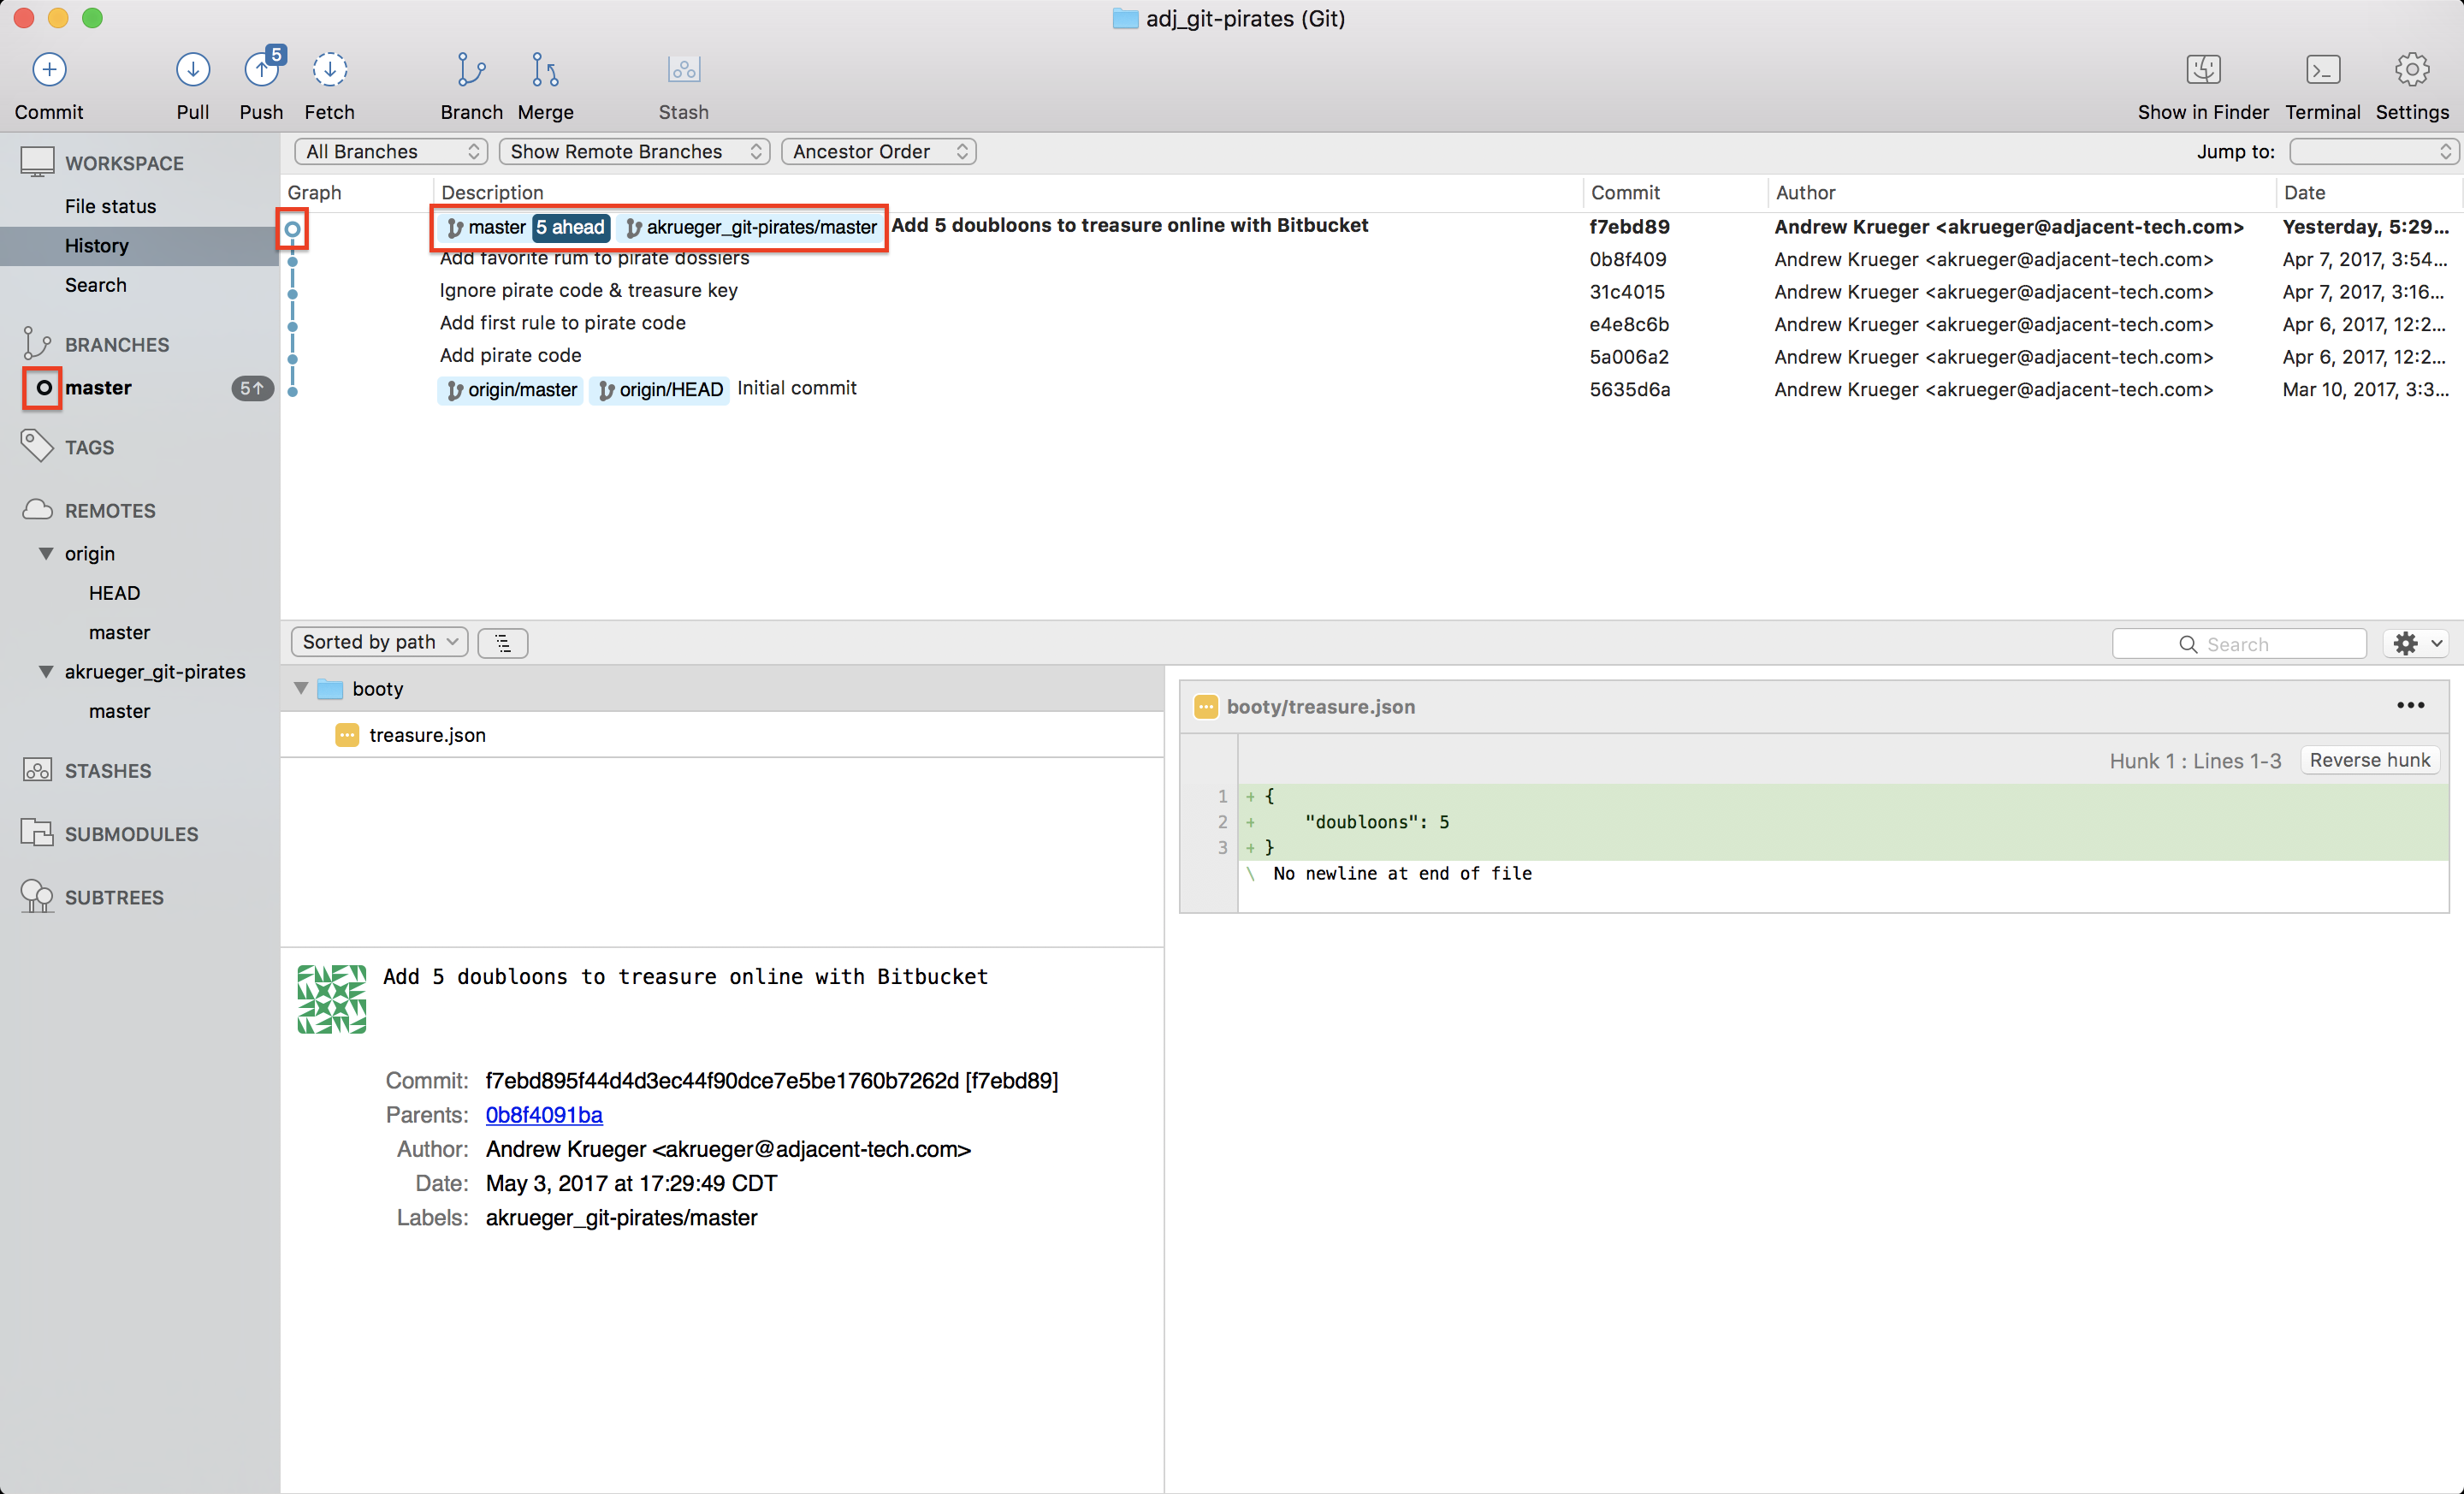 adj_git-pirates (Git)
5
Commit Pull Push Fetch Branch Merge Stash Show in Finder Terminal Settings
All Branches Show Remote Branches Ancestor Order Jump to:
WORKSPACE
File status
History
Search
BRANCHES
master 5↑
TAGS
REMOTES
origin
HEAD
master
akrueger_git-pirates
master
STASHES
SUBMODULES
SUBTREES
Graph Description Commit Author Date
master 5 ahead akrueger_git-pirates/master Add 5 doubloons to treasure online with Bitbucket f7ebd89 Andrew Krueger <akrueger@adjacent-tech.com> Yesterday, 5:29...
Add favorite rum to pirate dossiers 0b8f409 Andrew Krueger <akrueger@adjacent-tech.com> Apr 7, 2017, 3:54...
Ignore pirate code & treasure key 31c4015 Andrew Krueger <akrueger@adjacent-tech.com> Apr 7, 2017, 3:16...
Add first rule to pirate code e4e8c6b Andrew Krueger <akrueger@adjacent-tech.com> Apr 6, 2017, 12:2...
Add pirate code 5a006a2 Andrew Krueger <akrueger@adjacent-tech.com> Apr 6, 2017, 12:2...
origin/master origin/HEAD Initial commit 5635d6a Andrew Krueger <akrueger@adjacent-tech.com> Mar 10, 2017, 3:3...
Sorted by path Search
booty
treasure.json
Add 5 doubloons to treasure online with Bitbucket
Commit: f7ebd895f44d4d3ec44f90dce7e5be1760b7262d [f7ebd89]
Parents: 0b8f4091ba
Author: Andrew Krueger <akrueger@adjacent-tech.com>
Date: May 3, 2017 at 17:29:49 CDT
Labels: akrueger_git-pirates/master
booty/treasure.json
Hunk 1 : Lines 1-3 Reverse hunk
1 + {
2 + "doubloons": 5
3 + }
\ No newline at end of file